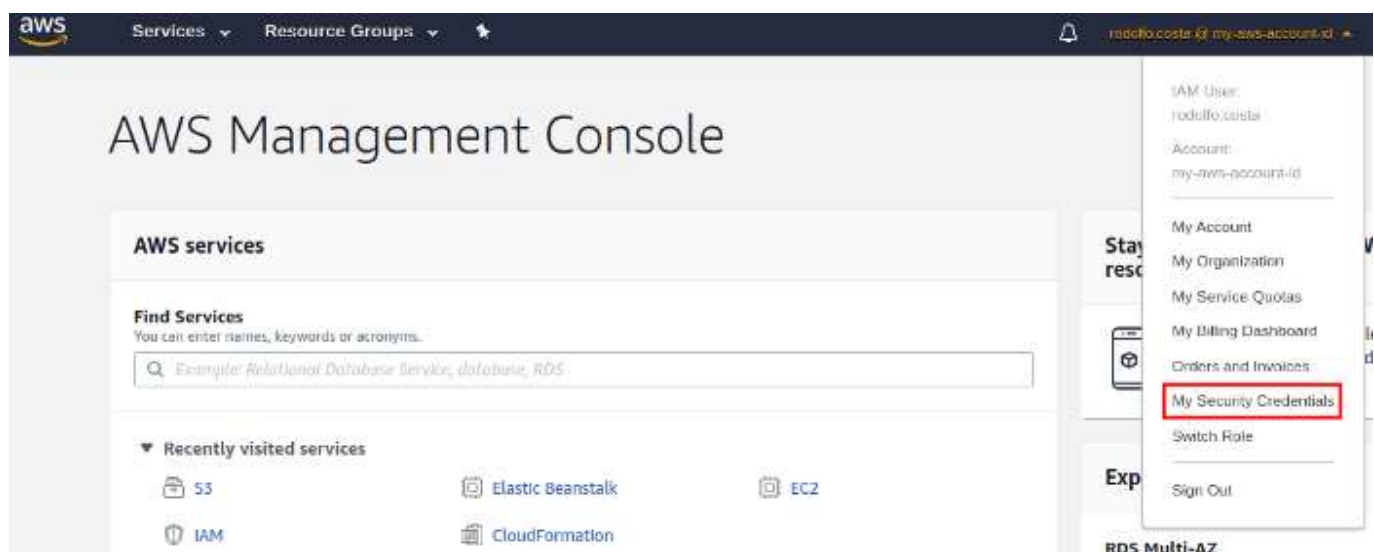 aws
Services
Resource Groups
rodolfo.costa @ my-aws-account-id
IAM User:
rodolfo.costa
Account:
my-aws-account-id
My Account
My Organization
My Service Quotas
My Billing Dashboard
Orders and Invoices
My Security Credentials
Switch Role
Sign Out
AWS Management Console
AWS services
Find Services
You can enter names, keywords or acronyms.
Example: Relational Database Service, database, RDS
Recently visited services
S3
Elastic Beanstalk
EC2
IAM
CloudFormation
Stay
reso
Exp
RDS Multi-AZ